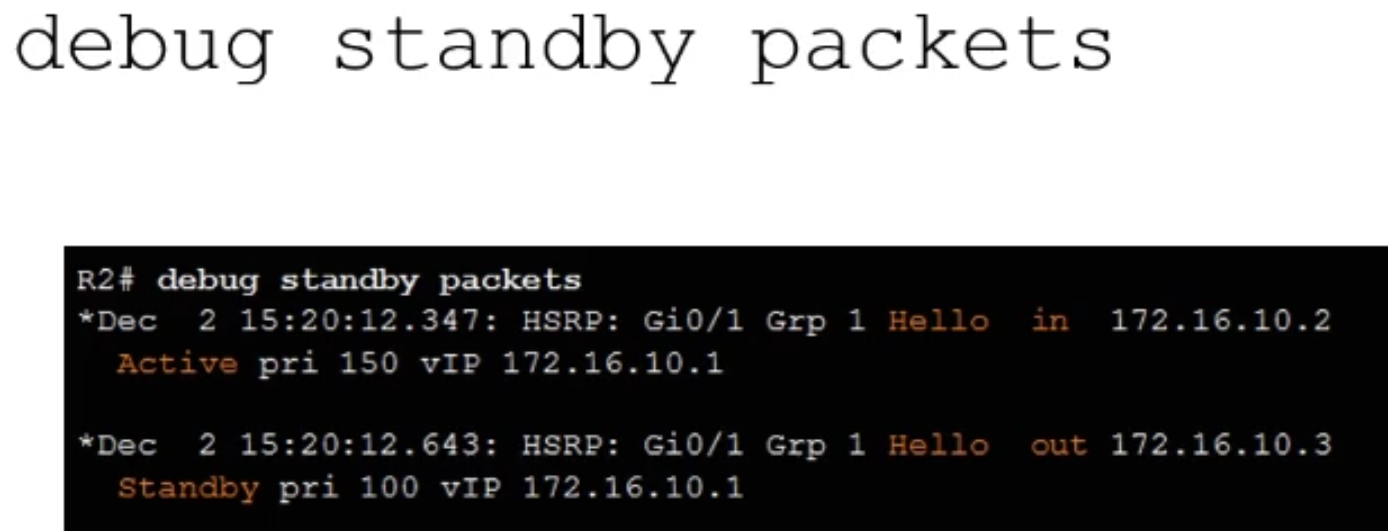 debug standby packets
R2# debug standby packets
*Dec  2 15:20:12.347: HSRP: Gi0/1 Grp 1 Hello  in  172.16.10.2
Active pri 150 vIP 172.16.10.1
*Dec  2 15:20:12.643: HSRP: Gi0/1 Grp 1 Hello  out 172.16.10.3
Standby pri 100 vIP 172.16.10.1